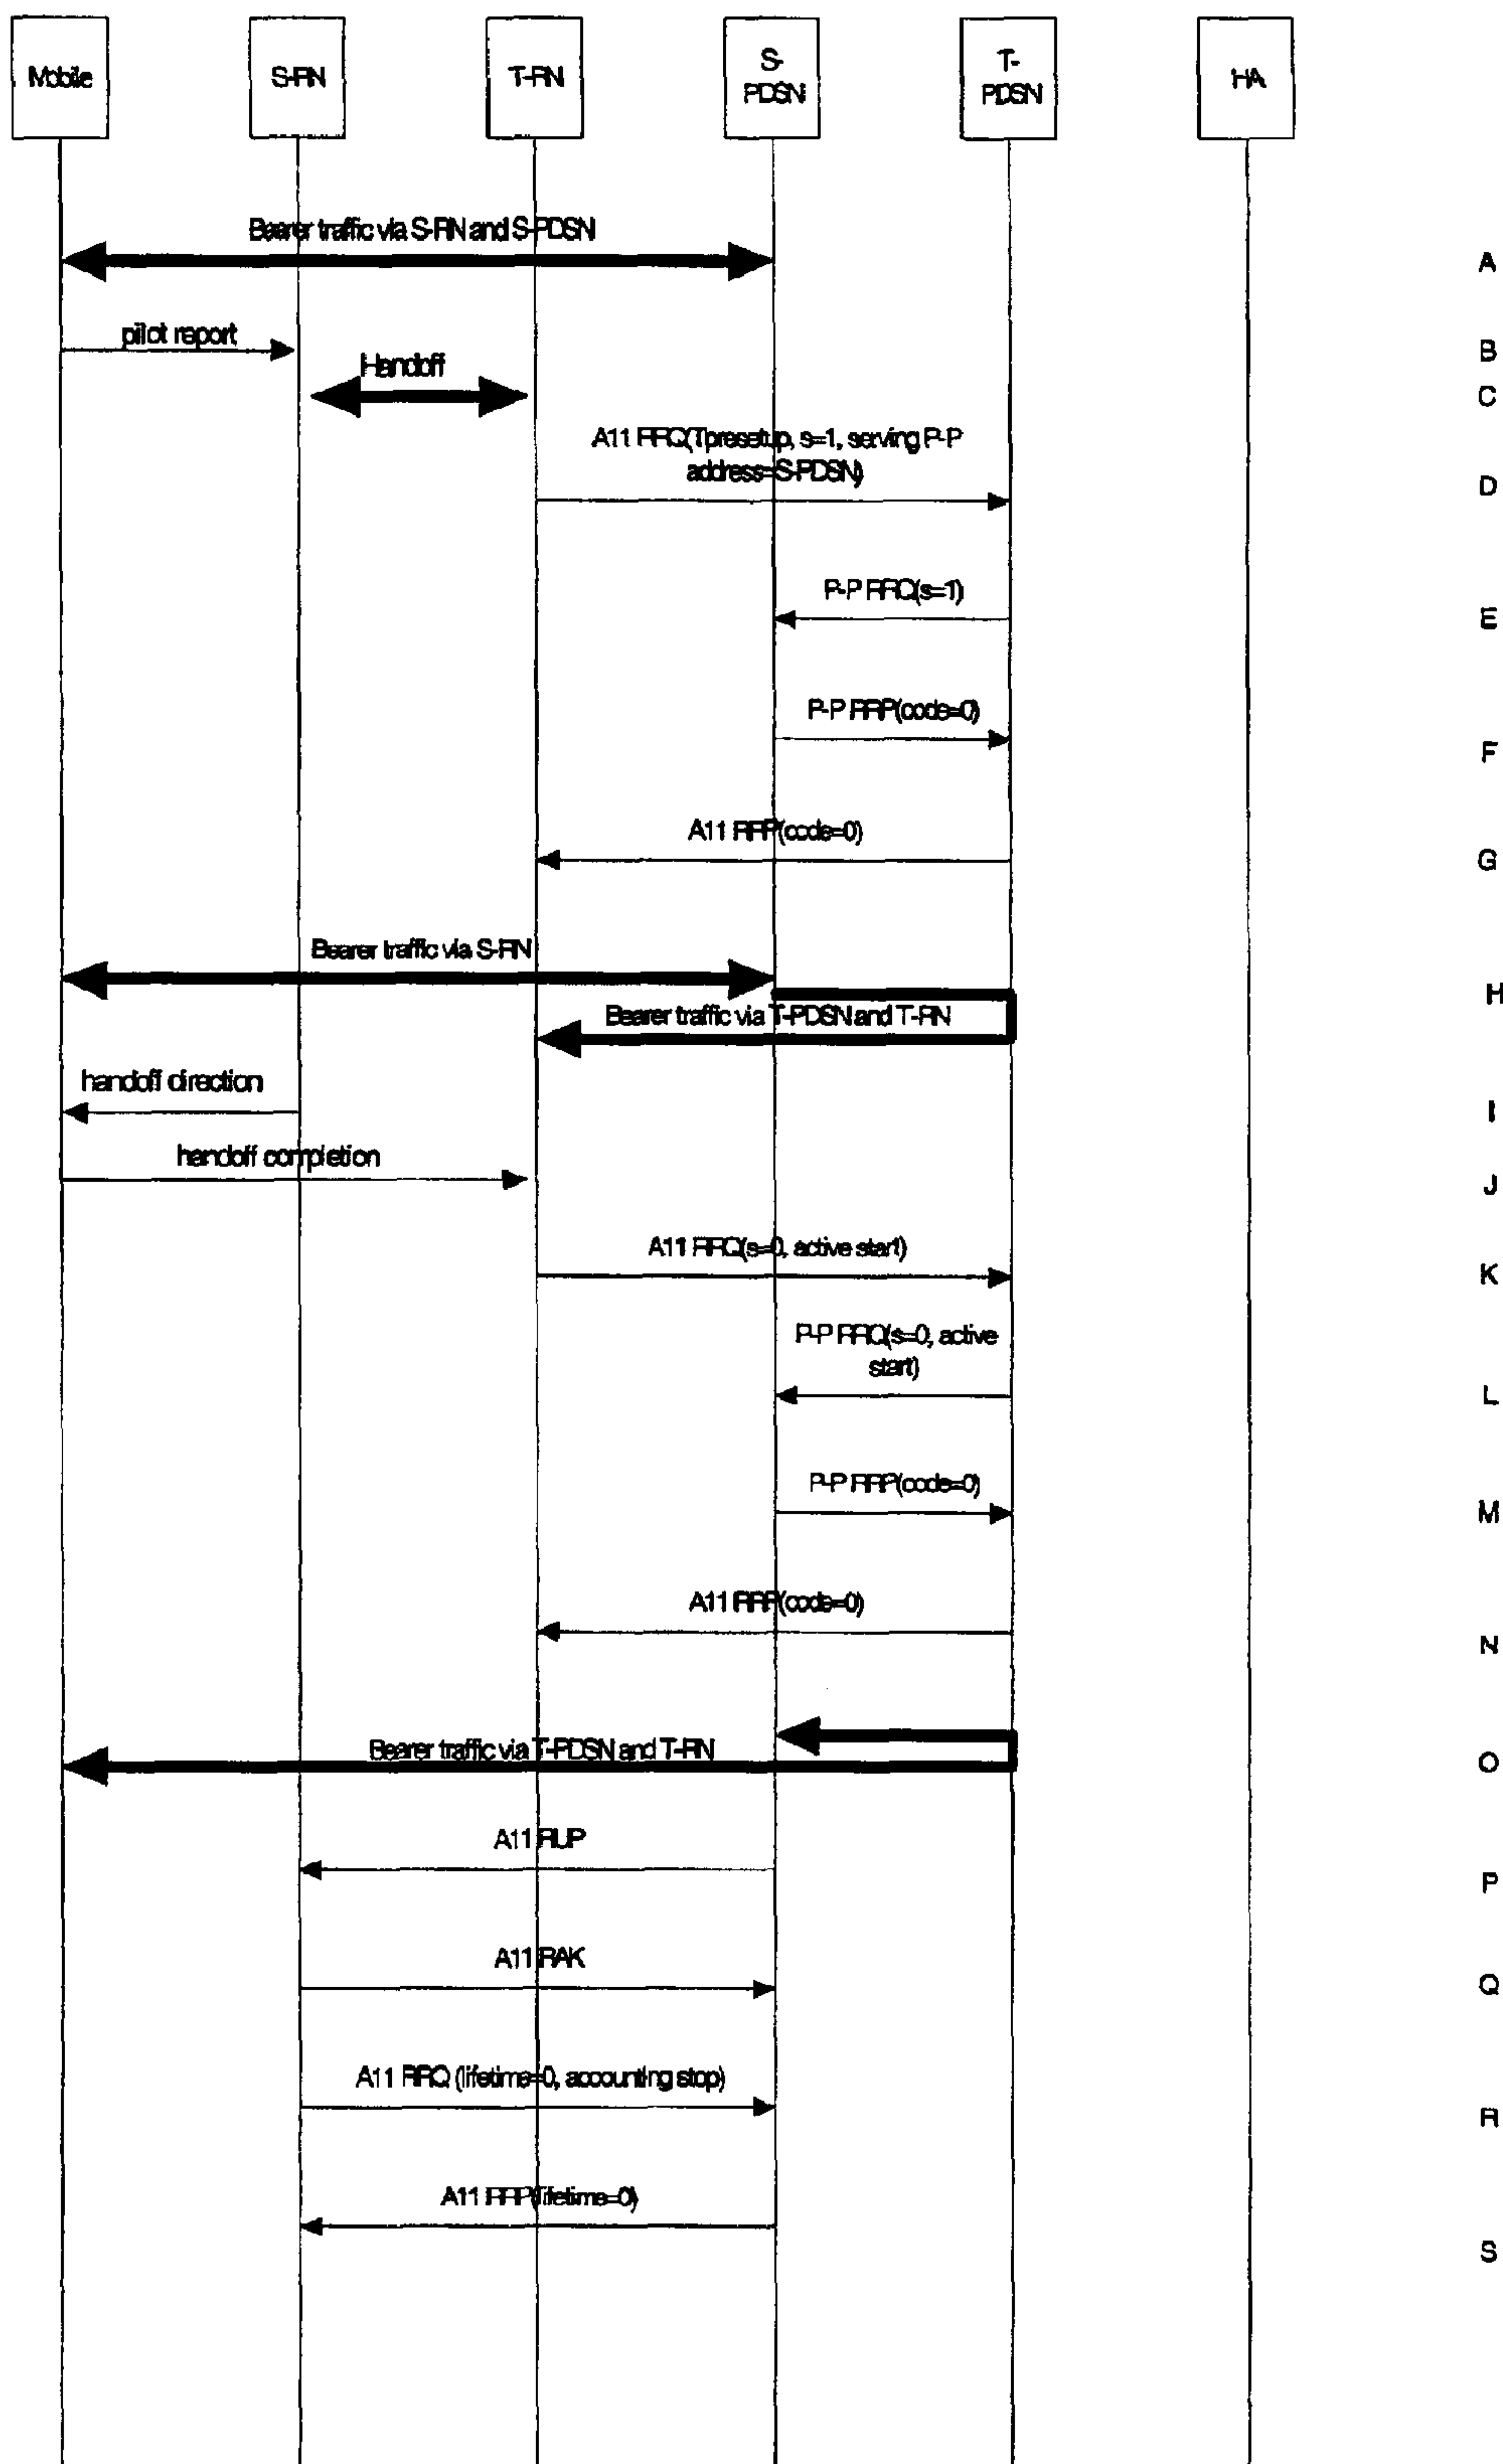 Mobile
S-RN
T-RN
S-
PDSN
T-
PDSN
HA
Bearer traffic via S-RN and S-PDSN
A
pilot report
B
Handoff
C
A11 RRQ(Tpresetup, s=1, serving P-P
address=S-PDSN)
D
P-P RRQ(s=1)
E
P-P RRP(code=0)
F
A11 RRP(code=0)
G
Bearer traffic via S-RN
H
Bearer traffic via T-PDSN and T-RN
handoff direction
I
handoff completion
J
A11 RRQ(s=0, active start)
K
P-P RRQ(s=0, active
start)
L
P-P RRP(code=0)
M
A11 RRP(code=0)
N
Bearer traffic via T-PDSN and T-RN
O
A11 RUP
P
A11 RAK
Q
A11 RRQ (lifetime=0, accounting stop)
R
A11 RRP(lifetime=0)
S